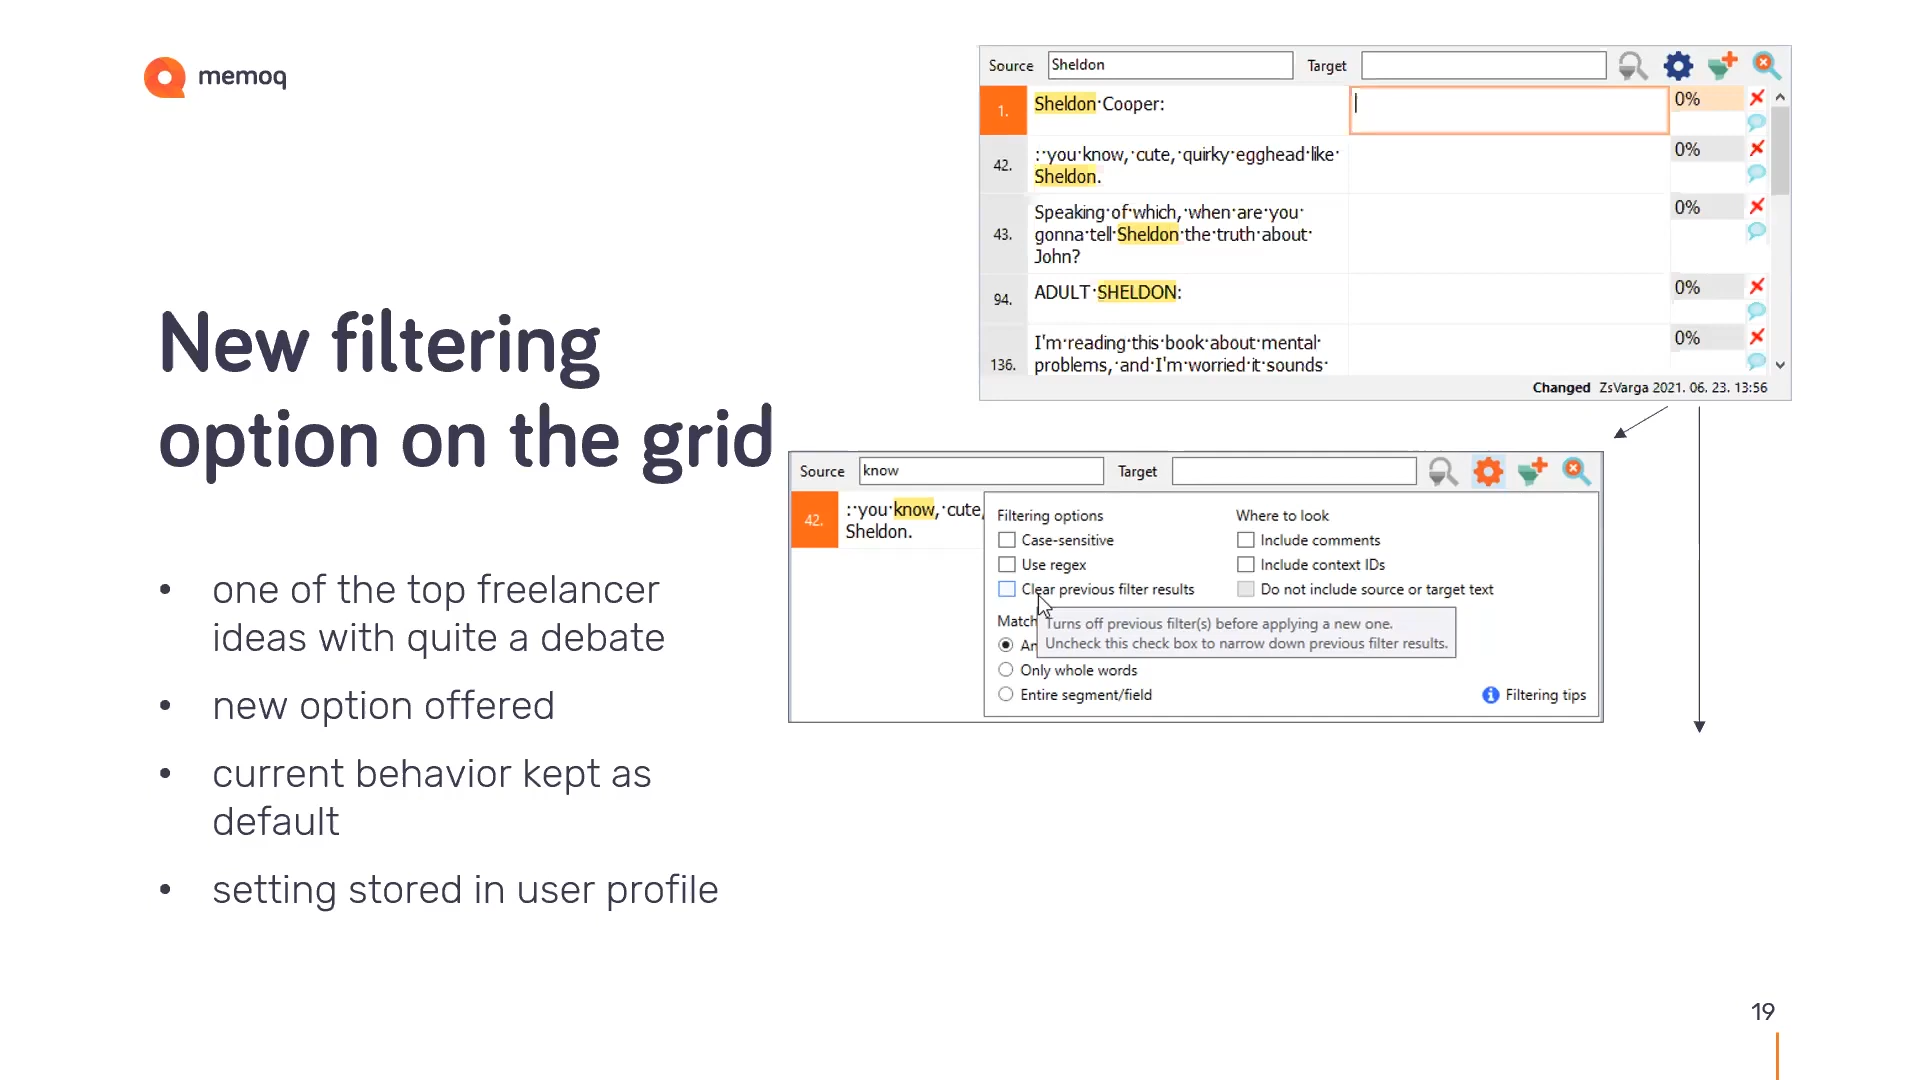 memoq
New filtering
option on the grid
• one of the top freelancer
ideas with quite a debate
• new option offered
• current behavior kept as
default
• setting stored in user profile
Source Sheldon Target
1. Sheldon·Cooper: 0%
42. :·you·know,·cute,·quirky·egghead·like·
Sheldon. 0%
43. Speaking·of·which,·when·are·you·
gonna·tell·Sheldon·the·truth·about·
John? 0%
94. ADULT·SHELDON: 0%
136. I'm·reading·this·book·about·mental·
problems,·and·I'm·worried·it·sounds· 0%
Changed ZsVarga 2021. 06. 23. 13:56
Source know Target
42. :·you·know,·cute,
Sheldon.
Filtering options
Case-sensitive
Use regex
Clear previous filter results
Where to look
Include comments
Include context IDs
Do not include source or target text
Match
Turns off previous filter(s) before applying a new one.
Uncheck this check box to narrow down previous filter results.
Only whole words
Entire segment/field
Filtering tips
19